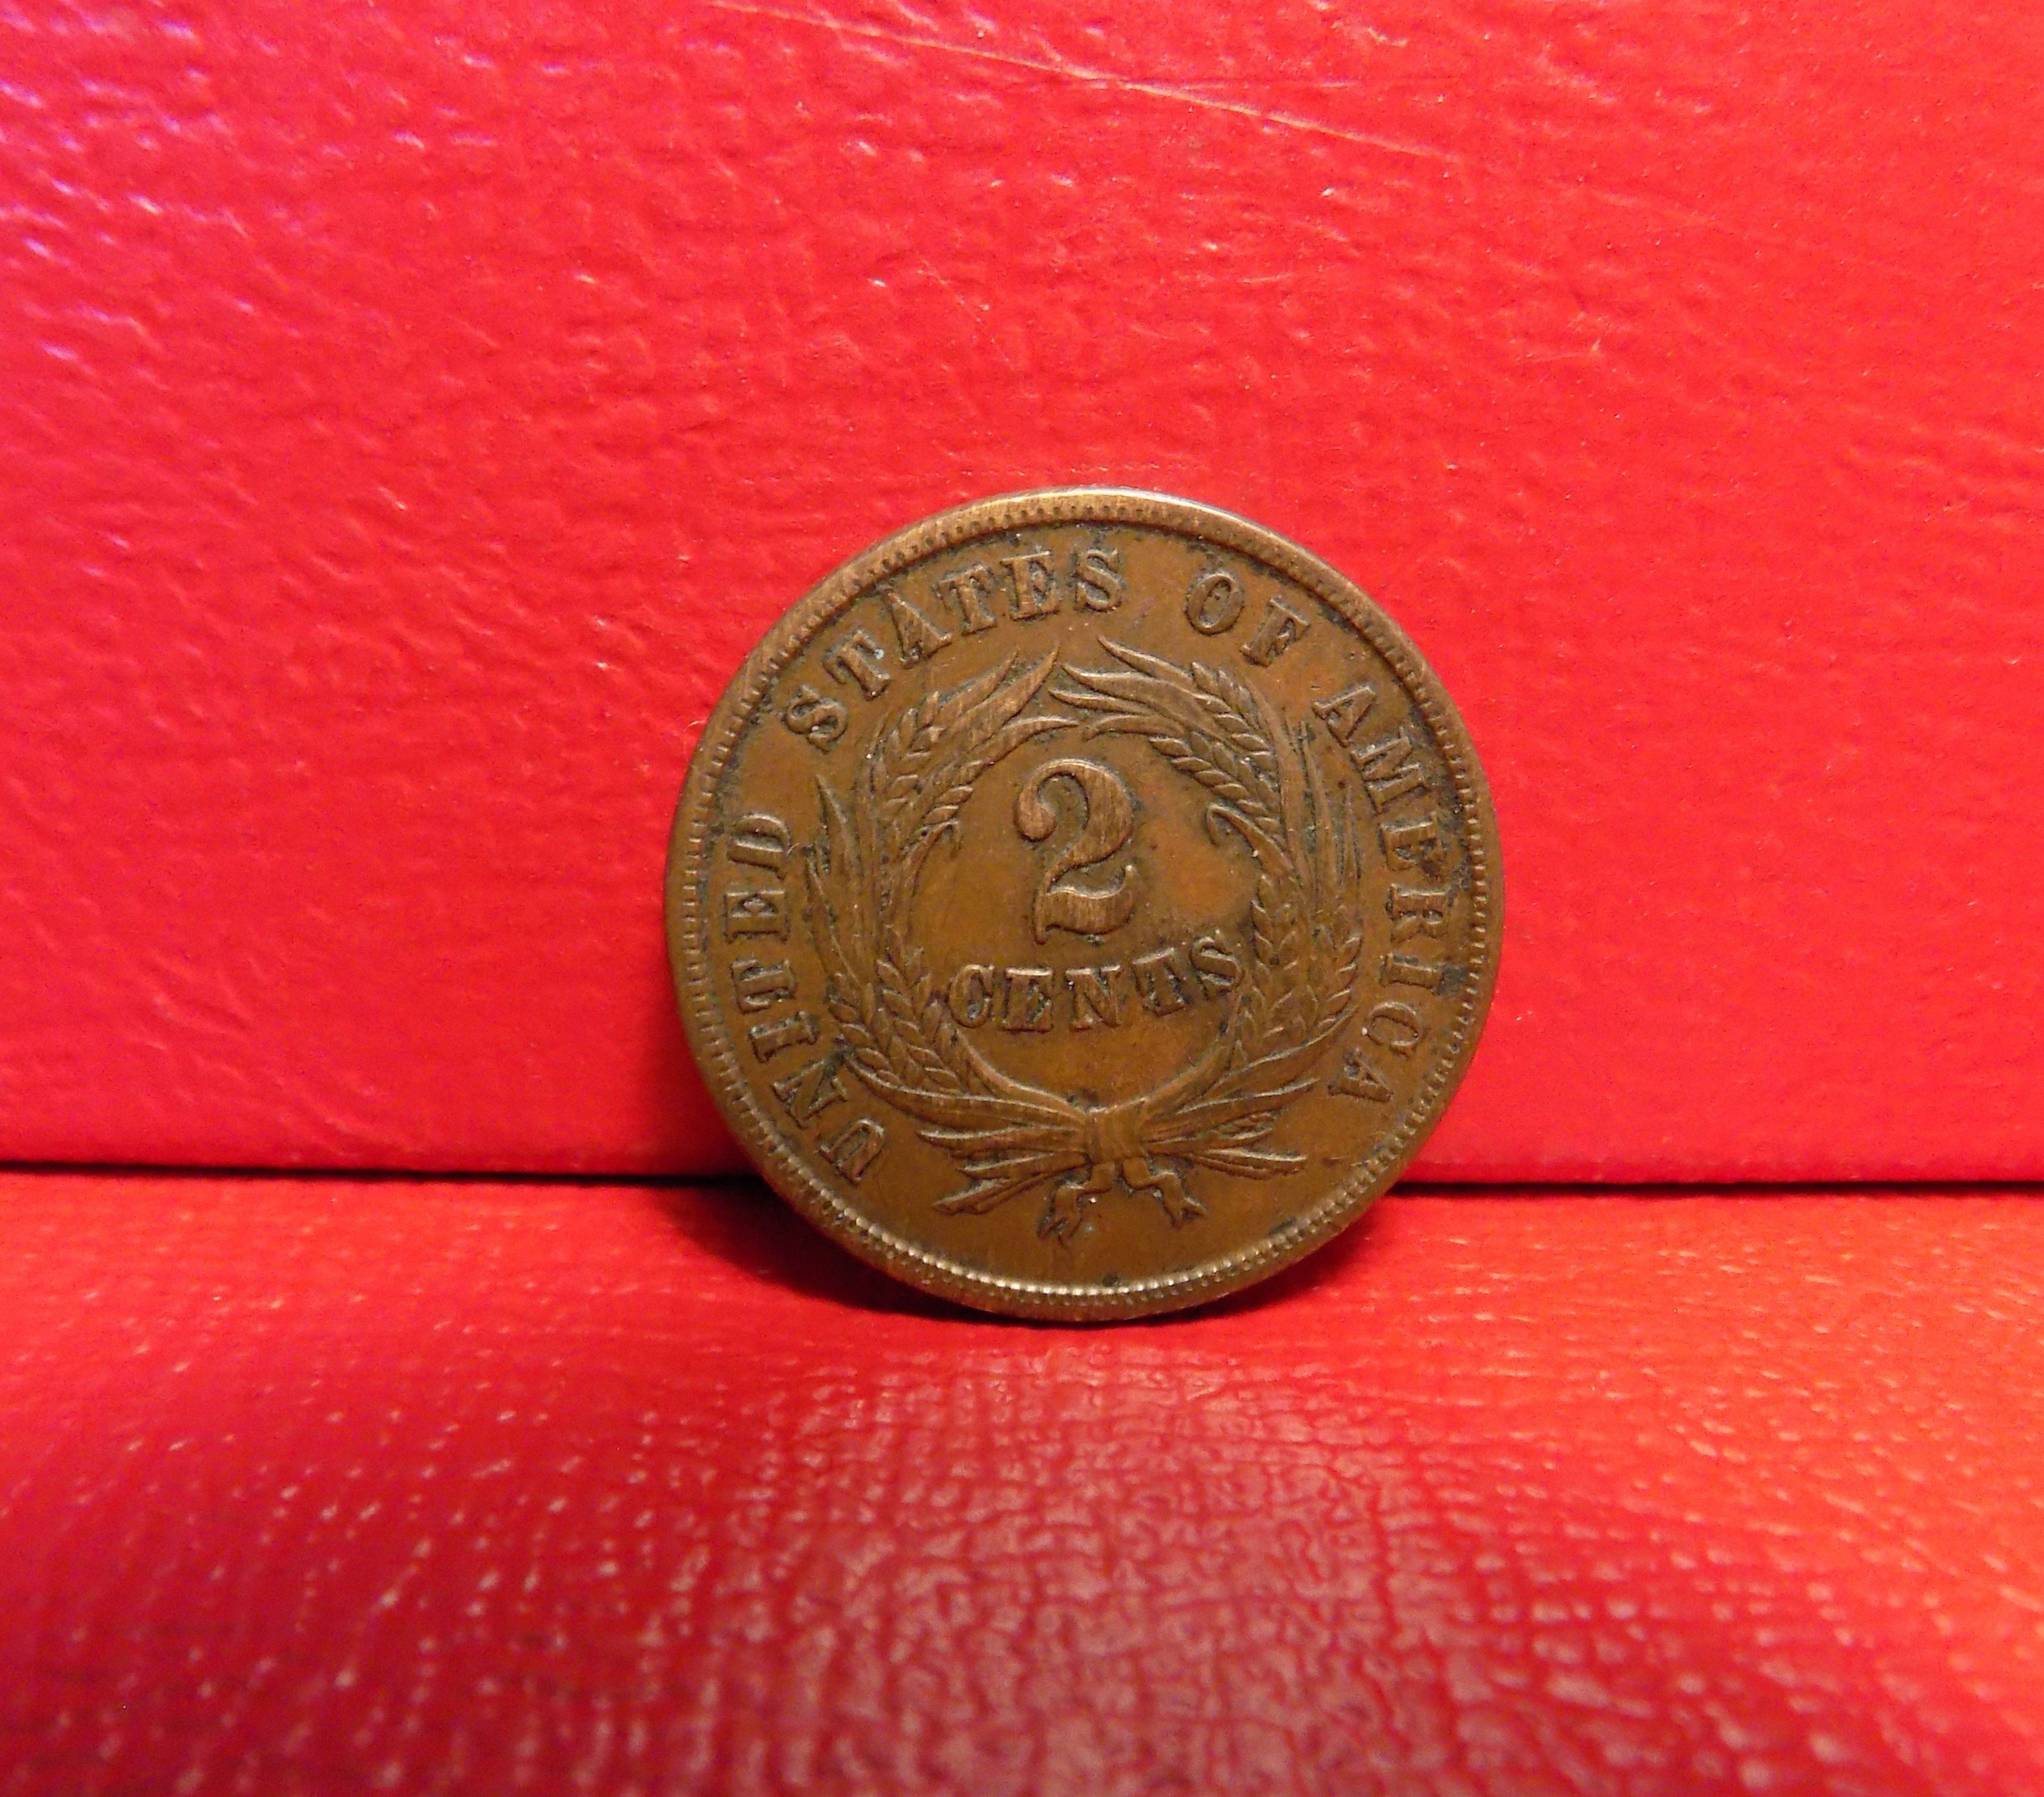 UNITED STATES OF AMERICA
2
CENTS